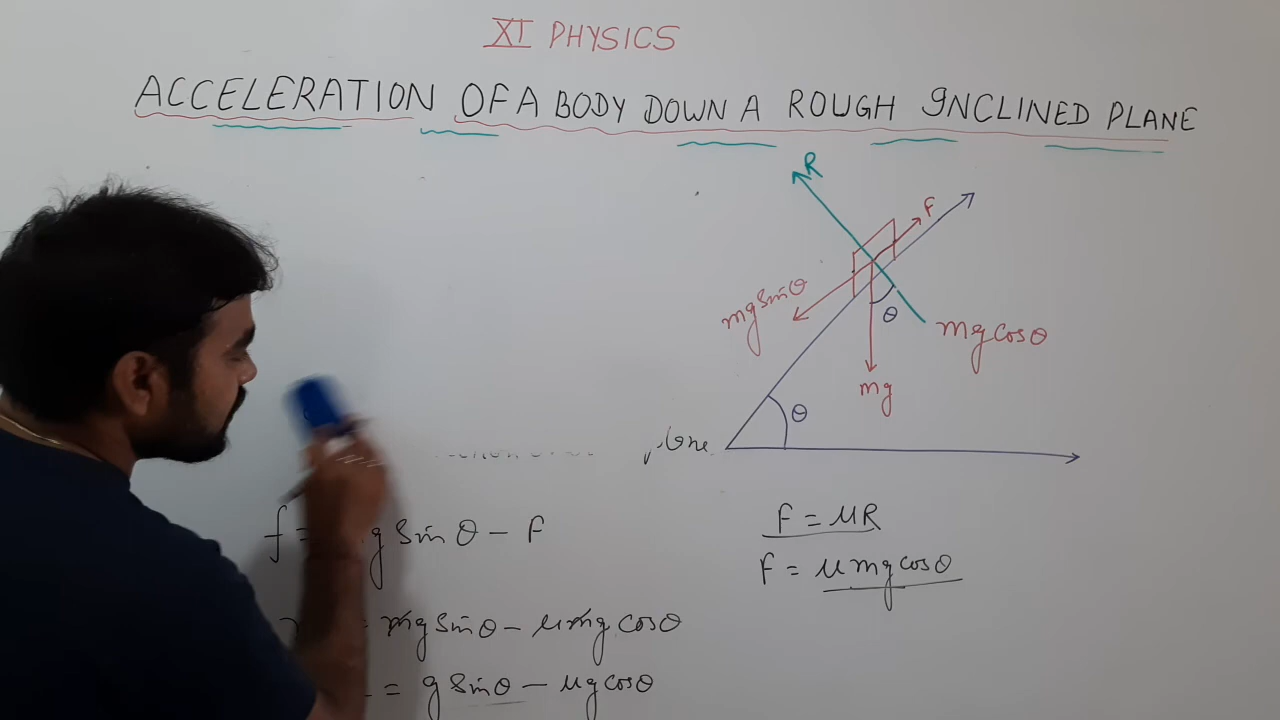 XI PHYSICS
ACCELERATION OF A BODY DOWN A ROUGH INCLINED PLANE
R
F
mg sinθ
θ
mg cosθ
mg
θ
f = g sin θ - F
F = μR
F = μmg cosθ
= mg sinθ - μmg cosθ
= g sinθ - μg cosθ